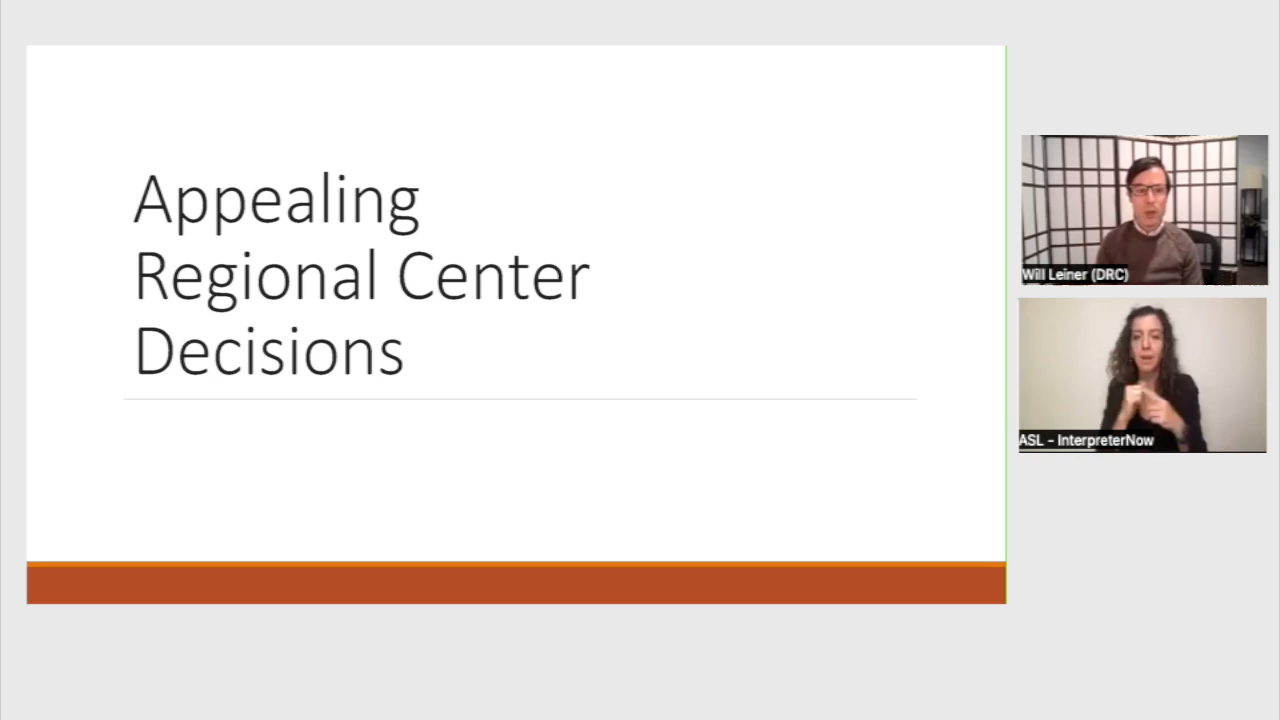 Appealing
Regional Center
Decisions
Will Leiner (DRC)
ASL – InterpreterNow